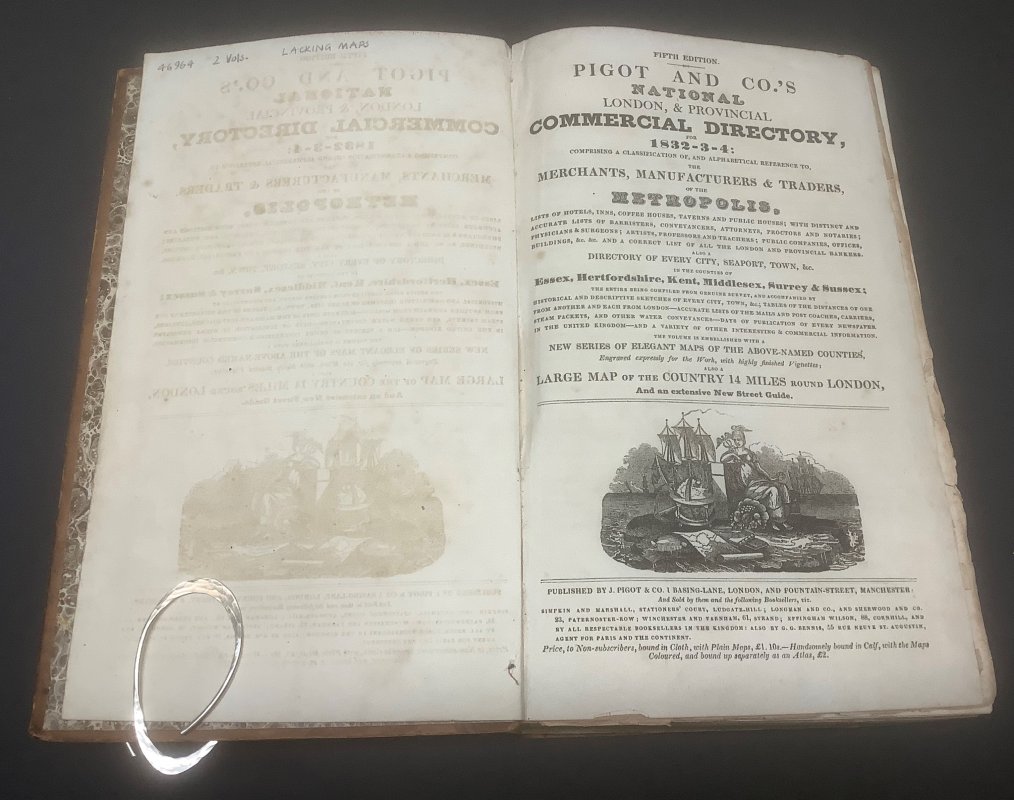 46964 2 Vols. LACKING MAPS
FIFTH EDITION.
PIGOT AND CO.'S
NATIONAL
LONDON, & PROVINCIAL
COMMERCIAL DIRECTORY,
FOR
1832-3-4:
COMPRISING A CLASSIFICATION OF, AND ALPHABETICAL REFERENCE TO,
THE
MERCHANTS, MANUFACTURERS & TRADERS,
OF THE
METROPOLIS,
LISTS OF HOTELS, INNS, COFFEE HOUSES, TAVERNS AND PUBLIC HOUSES; WITH DISTINCT AND
ACCURATE LISTS OF BARRISTERS, CONVEYANCERS, ATTORNEYS, PROCTORS AND NOTARIES;
PHYSICIANS & SURGEONS; ARTISTS, PROFESSORS AND TEACHERS; PUBLIC COMPANIES, OFFICES,
BUILDINGS, &c. &c. AND A CORRECT LIST OF ALL THE LONDON AND PROVINCIAL BANKERS.
ALSO A
DIRECTORY OF EVERY CITY, SEAPORT, TOWN, &c.
IN THE COUNTIES OF
Essex, Hertfordshire, Kent, Middlesex, Surrey & Sussex;
THE ENTIRE BEING COMPILED FROM GENUINE SURVEY, AND ACCOMPANIED BY
HISTORICAL AND DESCRIPTIVE SKETCHES OF EVERY CITY, TOWN, &c; TABLES OF THE DISTANCES OF ONE
FROM ANOTHER AND EACH FROM LONDON—ACCURATE LISTS OF THE MAILS AND POST COACHES, CARRIERS,
STEAM PACKETS, AND OTHER WATER CONVEYANCES—DAYS OF PUBLICATION OF EVERY NEWSPAPER
IN THE UNITED KINGDOM—AND A VARIETY OF OTHER INTERESTING & COMMERCIAL INFORMATION.
THE VOLUME IS EMBELLISHED WITH A
NEW SERIES OF ELEGANT MAPS OF THE ABOVE-NAMED COUNTIES,
Engraved expressly for the Work, with highly finished Vignettes;
ALSO A
LARGE MAP OF THE COUNTRY 14 MILES ROUND LONDON,
And an extensive New Street Guide.
PUBLISHED BY J. PIGOT & CO. 1 BASING-LANE, LONDON, AND FOUNTAIN-STREET, MANCHESTER:
And Sold by them and the following Booksellers, viz.
SIMPKIN AND MARSHALL, STATIONERS' COURT, LUDGATE-HILL; LONGMAN AND CO., AND SHERWOOD AND CO.
23, PATERNOSTER-ROW; WINCHESTER AND VARNHAM, 61, STRAND; EFFINGHAM WILSON, 88, CORNHILL, AND
BY ALL RESPECTABLE BOOKSELLERS IN THE KINGDOM: ALSO BY G. G. BENNIS, 55 RUE NEUVE ST. AUGUSTIN,
AGENT FOR PARIS AND THE CONTINENT.
Price, to Non-subscribers, bound in Cloth, with Plain Maps, £1. 10s.—Handsomely bound in Calf, with the Maps
Coloured, and bound up separately as an Atlas, £2.